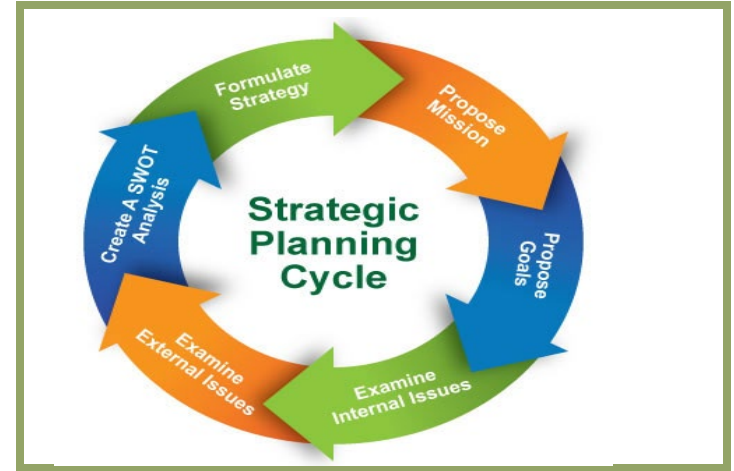 Strategic
Planning
Cycle
Formulate
Strategy
Propose
Mission
Propose
Goals
Examine
Internal Issues
Examine
External Issues
Create A SWOT
Analysis